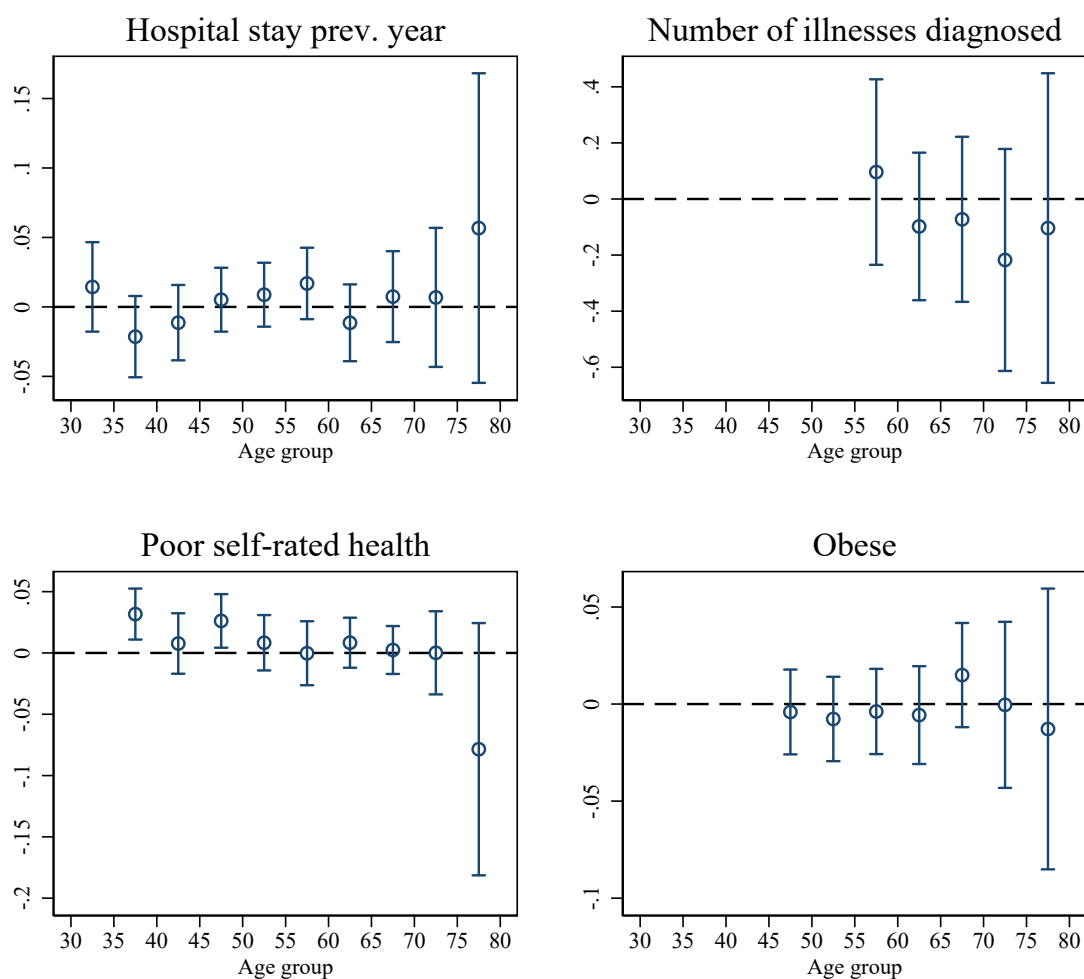 Hospital stay prev. year
.15
.1
.05
0
-.05
30 35 40 45 50 55 60 65 70 75 80
Age group
Number of illnesses diagnosed
.4
.2
0
-.2
-.4
-.6
30 35 40 45 50 55 60 65 70 75 80
Age group
Poor self-rated health
.05
0
-.05
-.1
-.15
-.2
30 35 40 45 50 55 60 65 70 75 80
Age group
Obese
.05
0
-.05
-.1
30 35 40 45 50 55 60 65 70 75 80
Age group